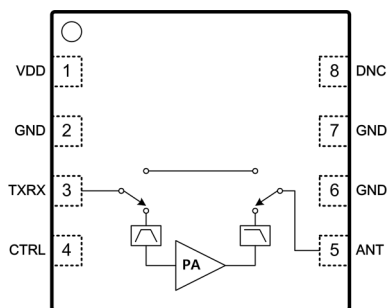 VDD 1 8 DNC
GND 2 7 GND
TXRX 3 6 GND
CTRL 4 5 ANT
PA